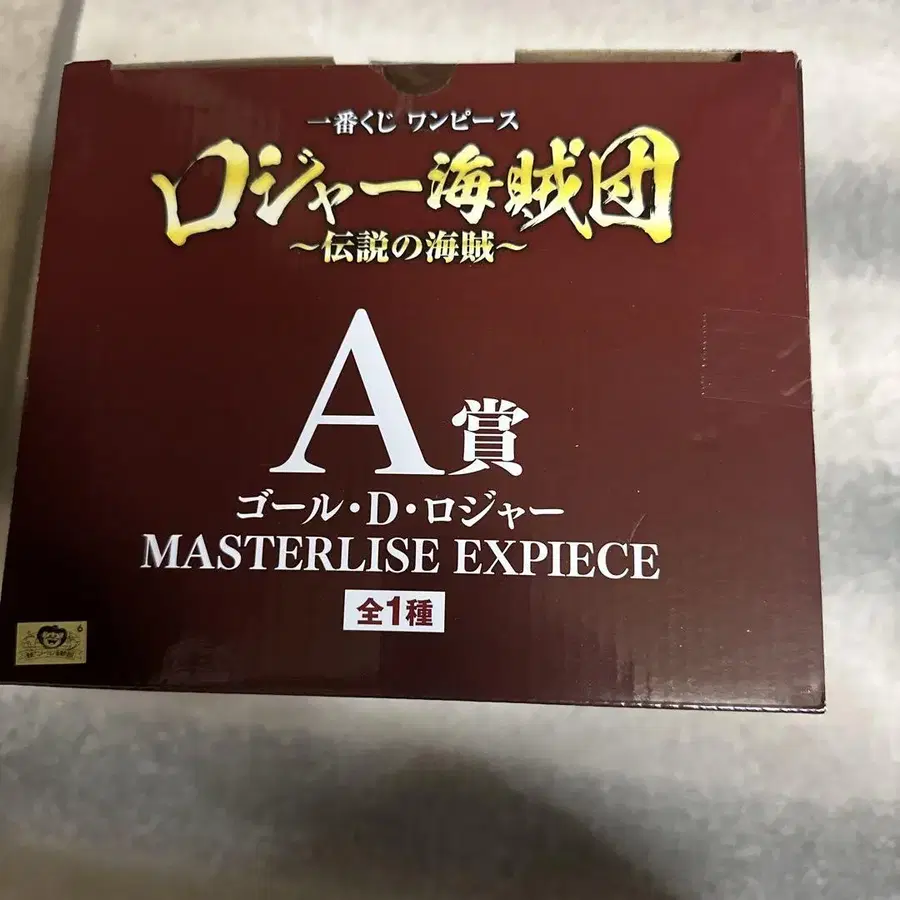 一番くじ ワンピース
ロジャー海賊団
～伝説の海賊～
A賞
ゴール・D・ロジャー
MASTERLISE EXPIECE
全1種